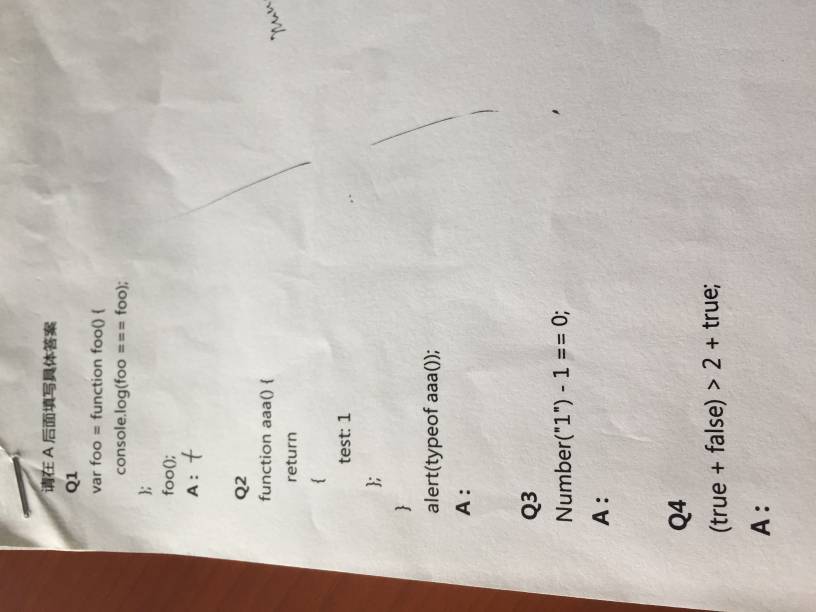 请在 A 后面填写具体答案
Q1
var foo = function foo() {
console.log(foo === foo);
};
foo();
A :
Q2
function aaa() {
return
{
test: 1
};
}
alert(typeof aaa());
A :
Q3
Number("1") - 1 == 0;
A :
Q4
(true + false) > 2 + true;
A :